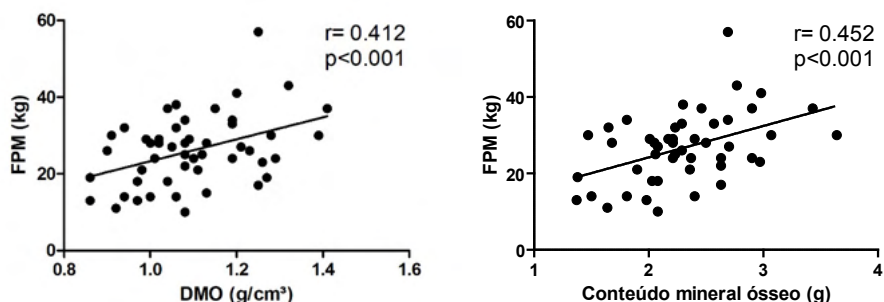 60
40
20
0
FPM (kg)
0.8
1.0
1.2
1.4
1.6
DMO (g/cm³)
r= 0.412
p<0.001
60
40
20
0
FPM (kg)
1
2
3
4
Conteúdo mineral ósseo (g)
r= 0.452
p<0.001